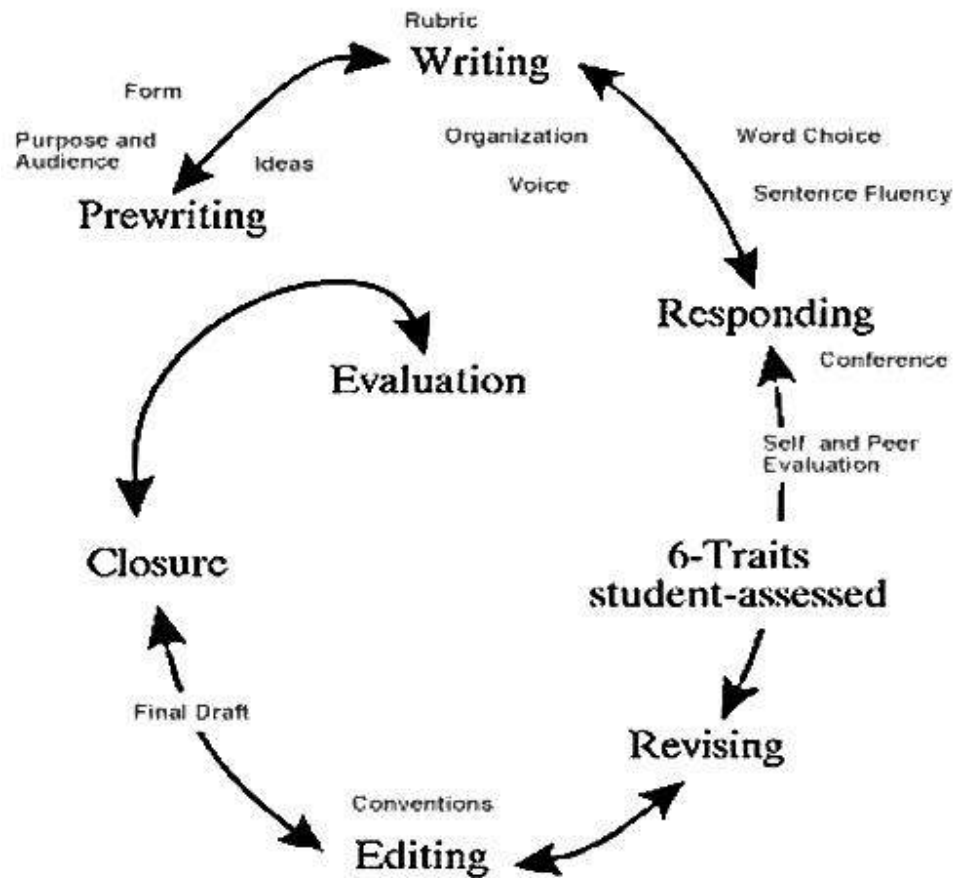 Rubric
Writing
Form
Purpose and
Audience
Ideas
Prewriting
Organization
Voice
Word Choice
Sentence Fluency
Responding
Conference
Self and Peer
Evaluation
6-Traits
student-assessed
Revising
Conventions
Editing
Final Draft
Closure
Evaluation